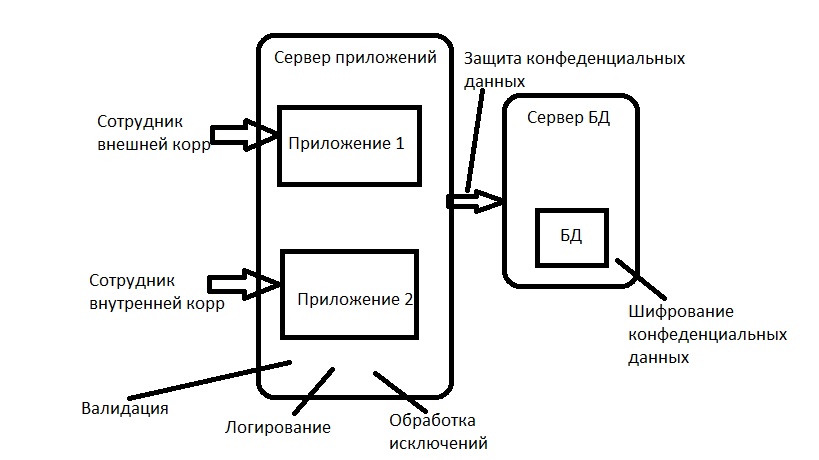 Сервер приложений
Защита конфеденциальных
данных
Сервер БД
Сотрудник
внешней корр
Приложение 1
БД
Сотрудник
внутренней корр
Приложение 2
Шифрование
конфеденциальных
данных
Валидация
Логирование
Обработка
исключений